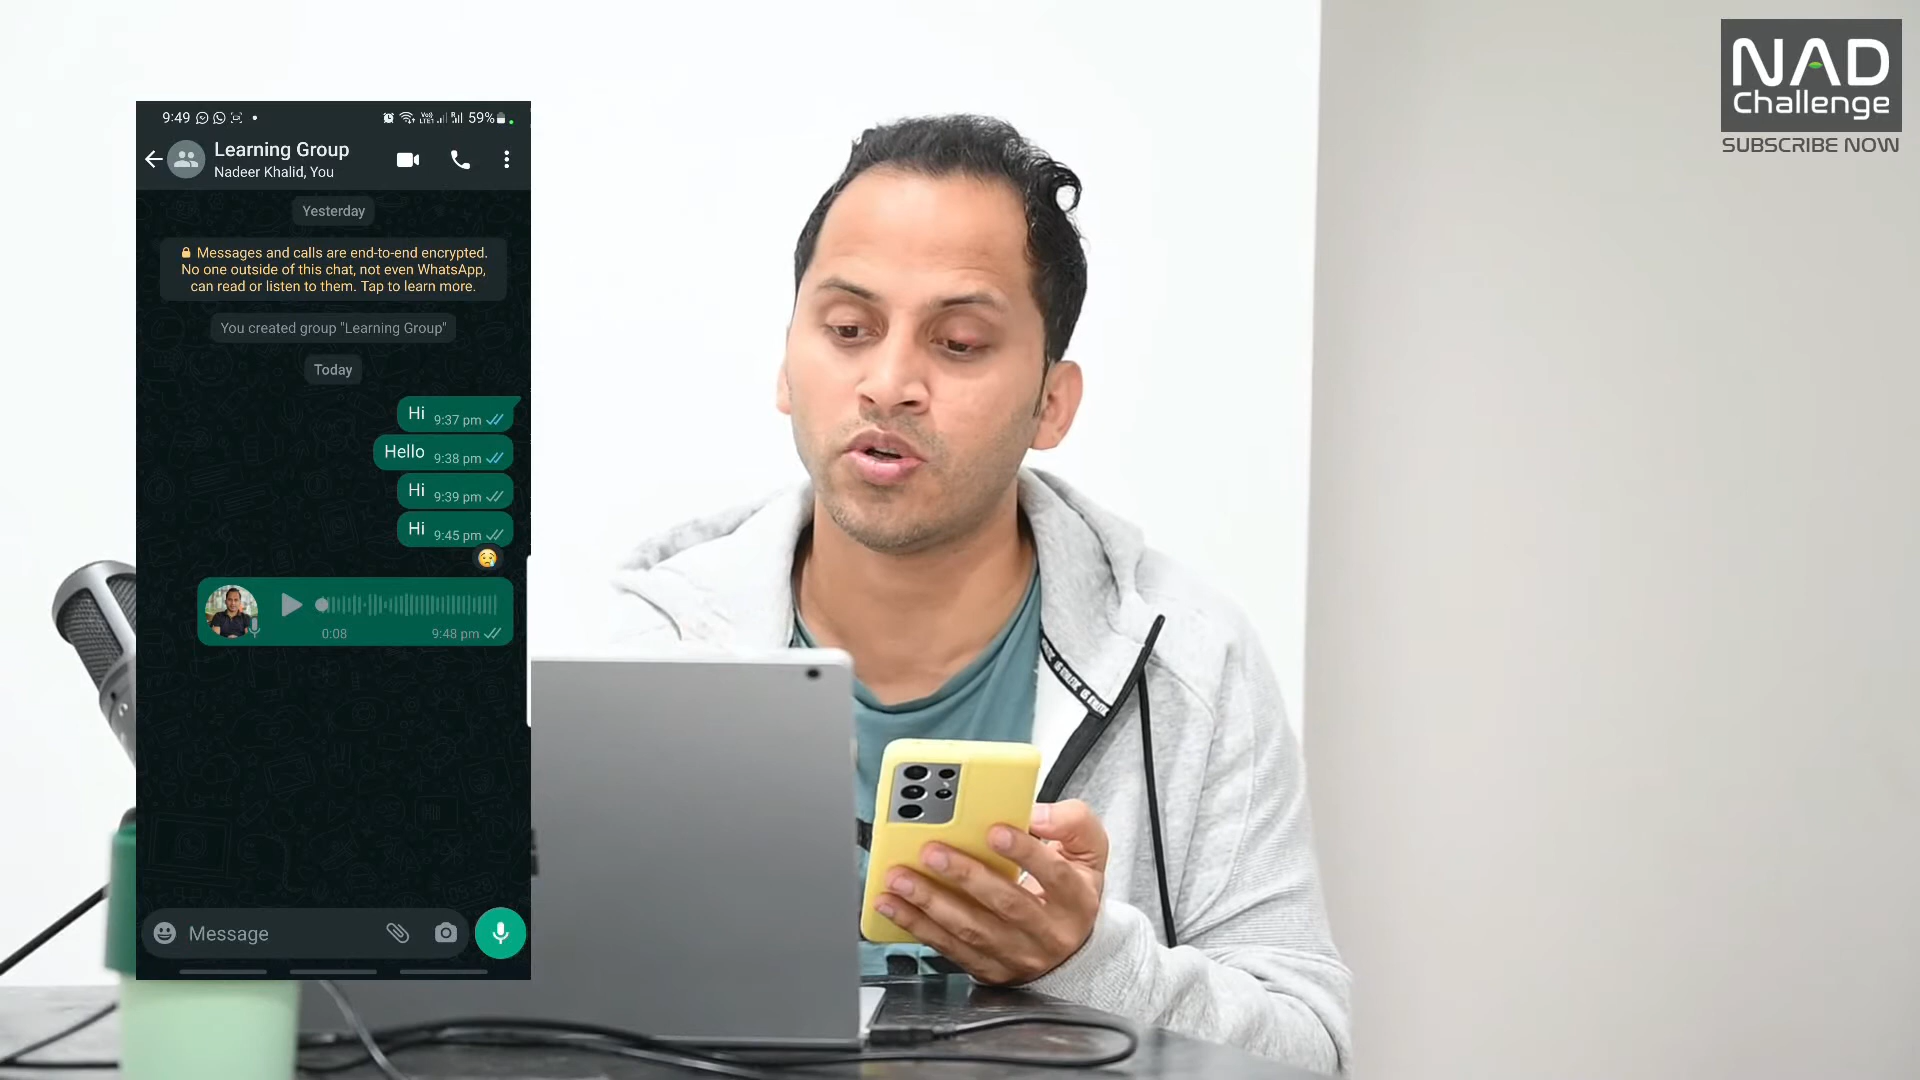 9:49
59%
Learning Group
Nadeer Khalid, You
Yesterday
Messages and calls are end-to-end encrypted.
No one outside of this chat, not even WhatsApp,
can read or listen to them. Tap to learn more.
You created group "Learning Group"
Today
Hi 9:37 pm
Hello 9:38 pm
Hi 9:39 pm
Hi 9:45 pm
0:08 9:48 pm
Message
NAD
Challenge
SUBSCRIBE NOW